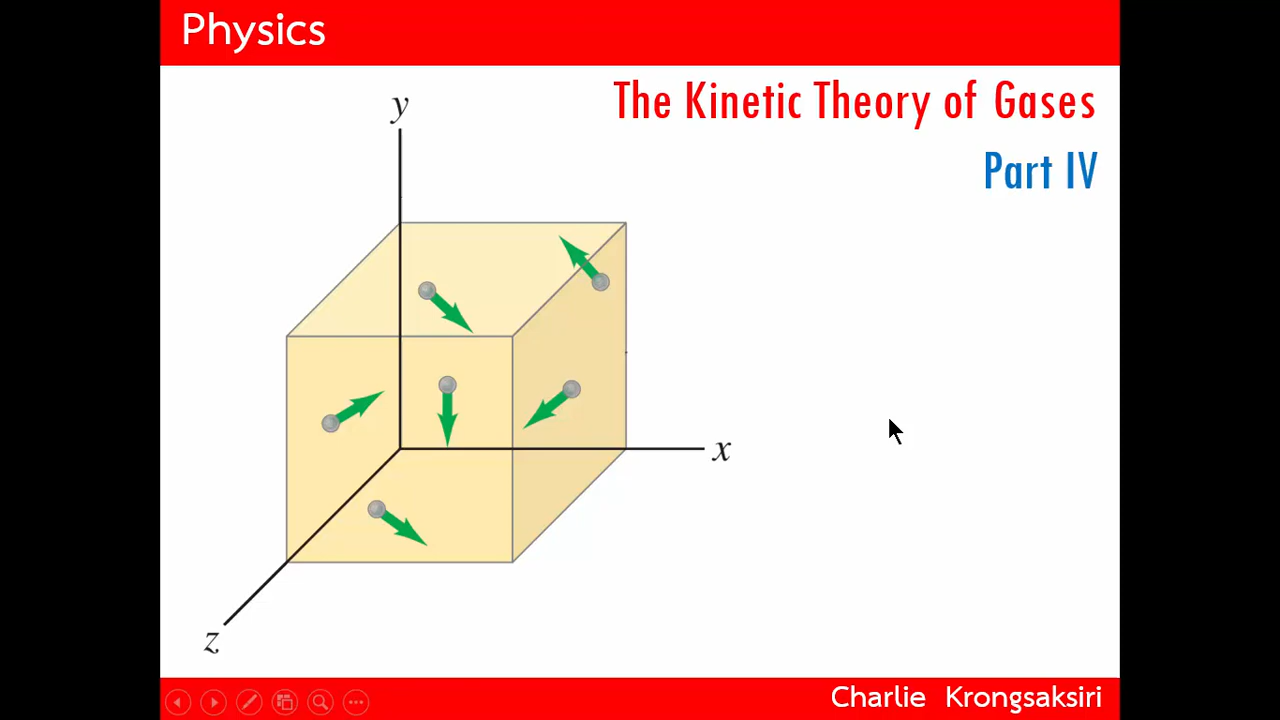 Physics
The Kinetic Theory of Gases
Part IV
y
x
z
Charlie Krongsaksiri